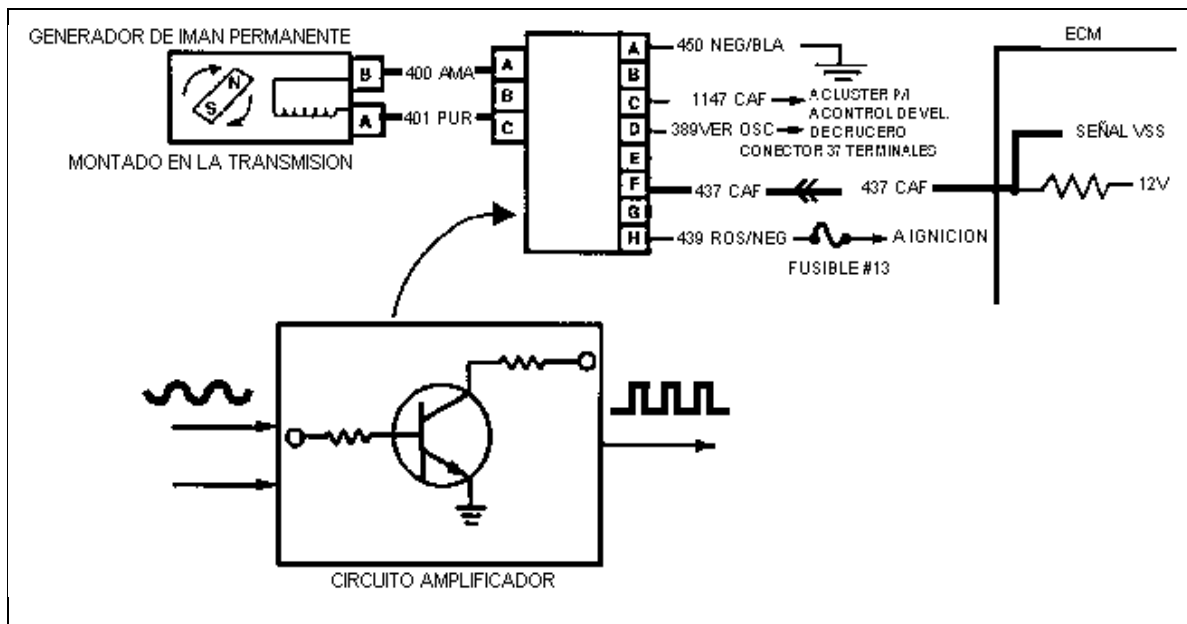 GENERADOR DE IMAN PERMANENTE
N
S
B
A
400 AMA
401 PUR
MONTADO EN LA TRANSMISION
A
B
C
A
B
C
D
E
F
G
H
450 NEG/BLA
1147 CAF
A CLUSTER P/I
A CONTROL DE VEL.
389VER OSC
DE CRUCERO
CONECTOR 37 TERMINALES
437 CAF
437 CAF
439 ROS/NEG
A IGNICION
FUSIBLE #13
ECM
SEÑAL VSS
12V
CIRCUITO AMPLIFICADOR